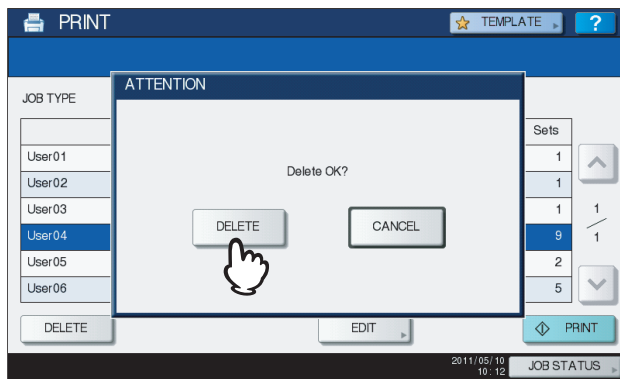 PRINT
TEMPLATE
?
ATTENTION
JOB TYPE
Sets
Delete OK?
User01 1
User02 1
User03 1
User04 9
User05 2
User06 5
1
1
DELETE CANCEL
DELETE EDIT PRINT
2011/05/10
10:12
JOB STATUS